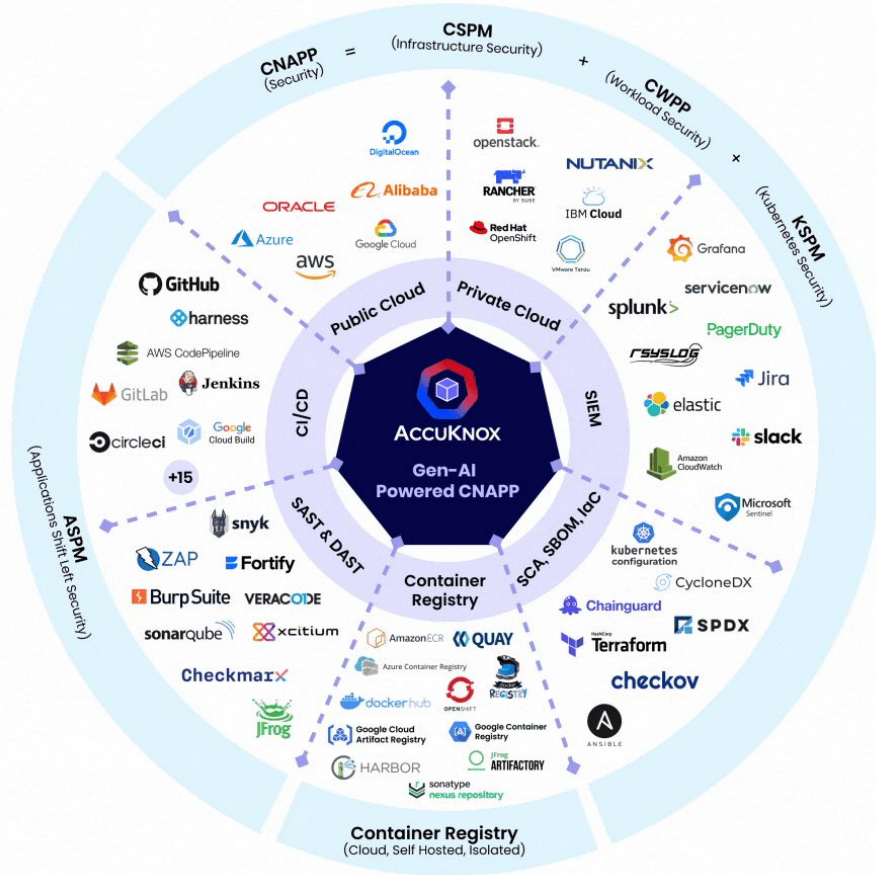 CNAPP
(Security)
=
CSPM
(Infrastructure Security)
+
CWPP
(Workload Security)
+
KSPM
(Kubernetes Security)
DigitalOcean
Alibaba
ORACLE
Azure
Google Cloud
aws
openstack.
NUTANIX
RANCHER
BY SUSE
IBM Cloud
Red Hat
OpenShift
VMware Tanzu
Public Cloud
Private Cloud
Grafana
servicenow
splunk>
PagerDuty
rsyslog
Jira
elastic
slack
Amazon
CloudWatch
Microsoft
Sentinel
SIEM
GitHub
harness
AWS CodePipeline
GitLab
Jenkins
circleci
Google
Cloud Build
+15
CI/CD
ACCUKNOX
Gen-AI
Powered CNAPP
ASPM
(Applications Shift Left Security)
SAST & DAST
snyk
ZAP
Fortify
Burp Suite
VERACODE
sonarqube
xcitium
Checkmarx
JFrog
Container
Registry
Amazon ECR
QUAY
Azure Container Registry
docker
REGISTRY
dockerhub
OPENSHIFT
Google Cloud
Artifact Registry
Google Container
Registry
HARBOR
JFrog
ARTIFACTORY
sonatype
nexus repository
SCA, SBOM, IaC
kubernetes
configuration
CycloneDX
Chainguard
SPDX
HashiCorp
Terraform
checkov
ANSIBLE
Container Registry
(Cloud, Self Hosted, Isolated)